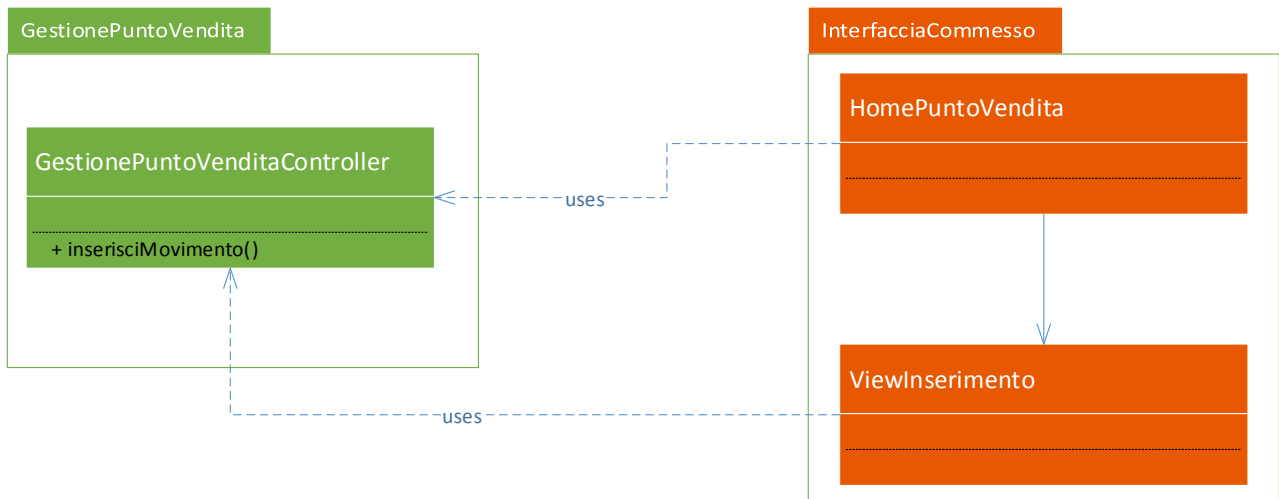 GestionePuntoVendita
InterfacciaCommesso
HomePuntoVendita
GestionePuntoVenditaController
uses
+ inserisciMovimento()
ViewInserimento
uses